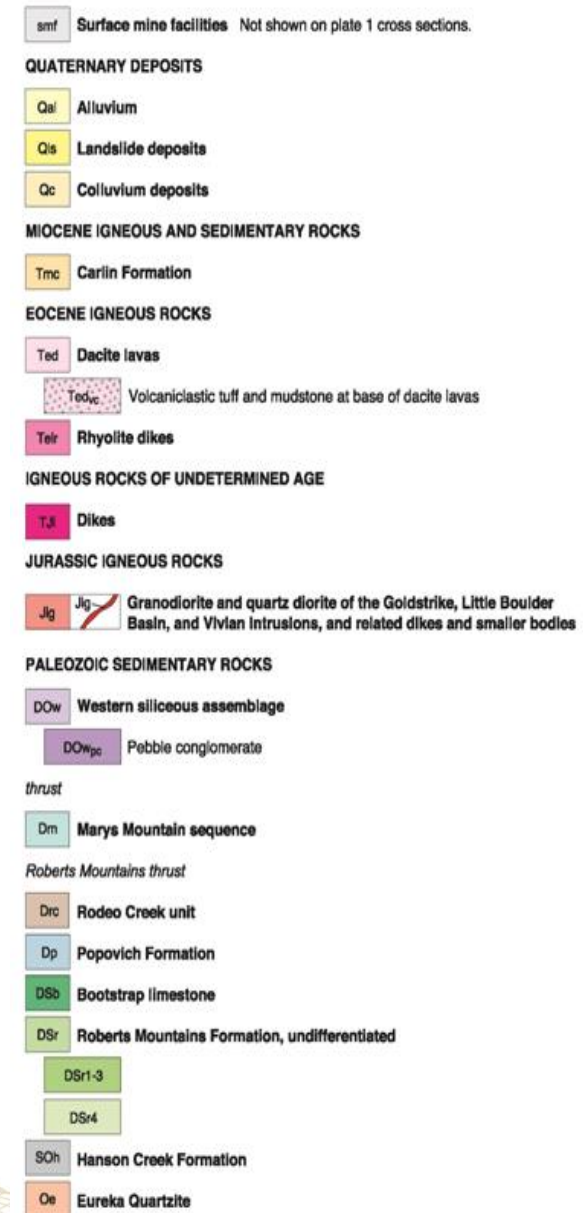 smf Surface mine facilities Not shown on plate 1 cross sections.
QUATERNARY DEPOSITS
Qal Alluvium
Qls Landslide deposits
Qc Colluvium deposits
MIOCENE IGNEOUS AND SEDIMENTARY ROCKS
Tmc Carlin Formation
EOCENE IGNEOUS ROCKS
Ted Dacite lavas
Tedvc Volcaniclastic tuff and mudstone at base of dacite lavas
Teir Rhyolite dikes
IGNEOUS ROCKS OF UNDETERMINED AGE
TJi Dikes
JURASSIC IGNEOUS ROCKS
Jig Jig Granodiorite and quartz diorite of the Goldstrike, Little Boulder
Basin, and Vivian Intrusions, and related dikes and smaller bodies
PALEOZOIC SEDIMENTARY ROCKS
DOw Western siliceous assemblage
DOwpc Pebble conglomerate
thrust
Dm Marys Mountain sequence
Roberts Mountains thrust
Drc Rodeo Creek unit
Dp Popovich Formation
DSb Bootstrap limestone
DSr Roberts Mountains Formation, undifferentiated
DSr1-3
DSr4
SOh Hanson Creek Formation
Oe Eureka Quartzite